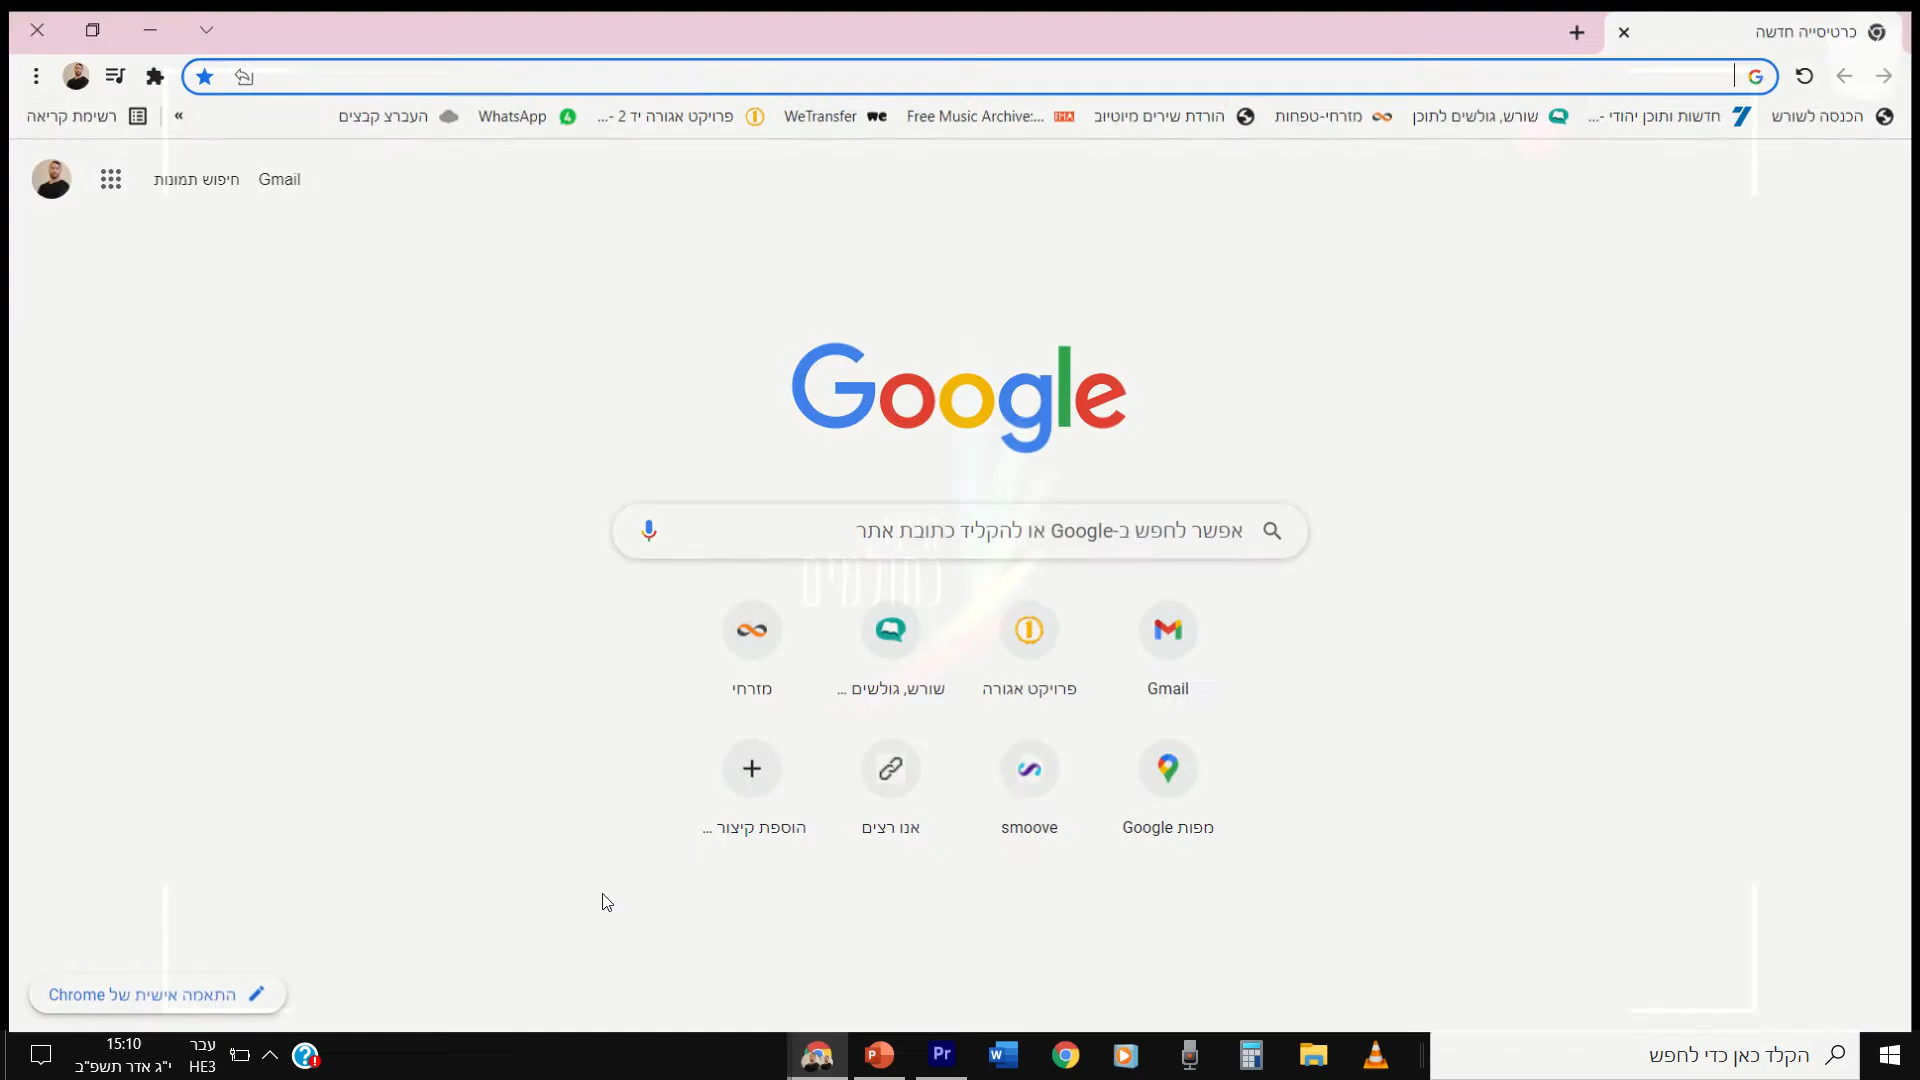 כרטיסייה חדשה
הכנסה לשורש
חדשות ותוכן יהודי -...
שורש, גולשים לתוכן
מזרחי-טפחות
הורדת שירים מיוטיוב
Free Music Archive:...
WeTransfer
פרויקט אגורה יד 2 -...
WhatsApp
העברצ קבצים
»
רשימת קריאה
Gmail
חיפוש תמונות
Google
אפשר לחפש ב-Google או להקליד כתובת אתר
לחולמים
Gmail
פרויקט אגורה
שורש, גולשים ...
מזרחי
מפות Google
smoove
אנו רצים
הוספת קיצור ...
התאמה אישית של Chrome
הקלד כאן כדי לחפש
עבר
HE3
15:10
י"ג אדר תשפ"ב